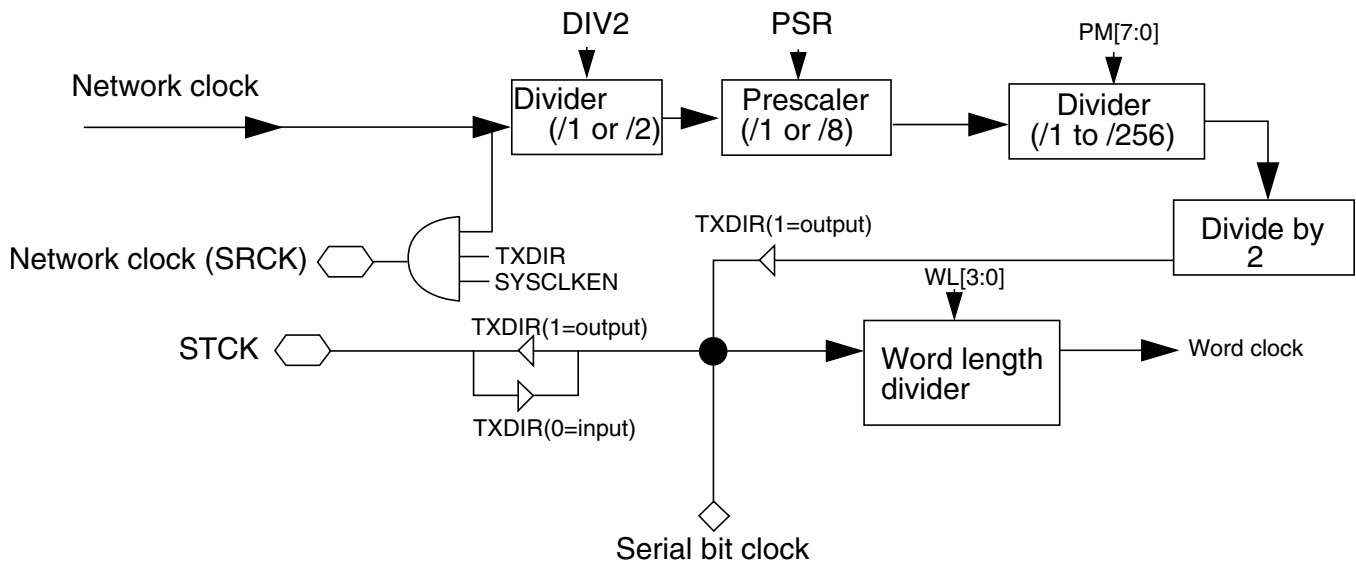 DIV2
PSR
PM[7:0]
Network clock
Divider
(/1 or /2)
Prescaler
(/1 or /8)
Divider
(/1 to /256)
TXDIR(1=output)
Divide by
2
Network clock (SRCK)
TXDIR
SYSCLKEN
WL[3:0]
STCK
TXDIR(1=output)
Word length
divider
Word clock
TXDIR(0=input)
Serial bit clock